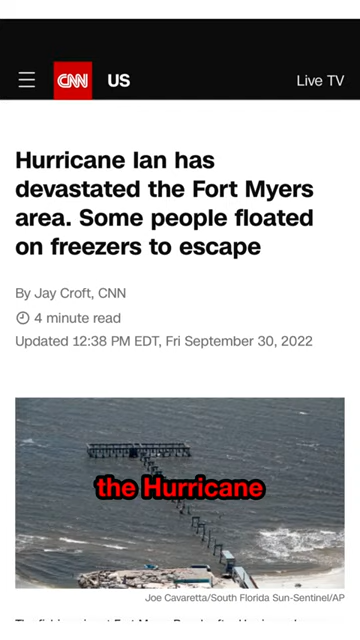 CNN US Live TV
Hurricane Ian has
devastated the Fort Myers
area. Some people floated
on freezers to escape
By Jay Croft, CNN
4 minute read
Updated 12:38 PM EDT, Fri September 30, 2022
the Hurricane
Joe Cavaretta/South Florida Sun-Sentinel/AP